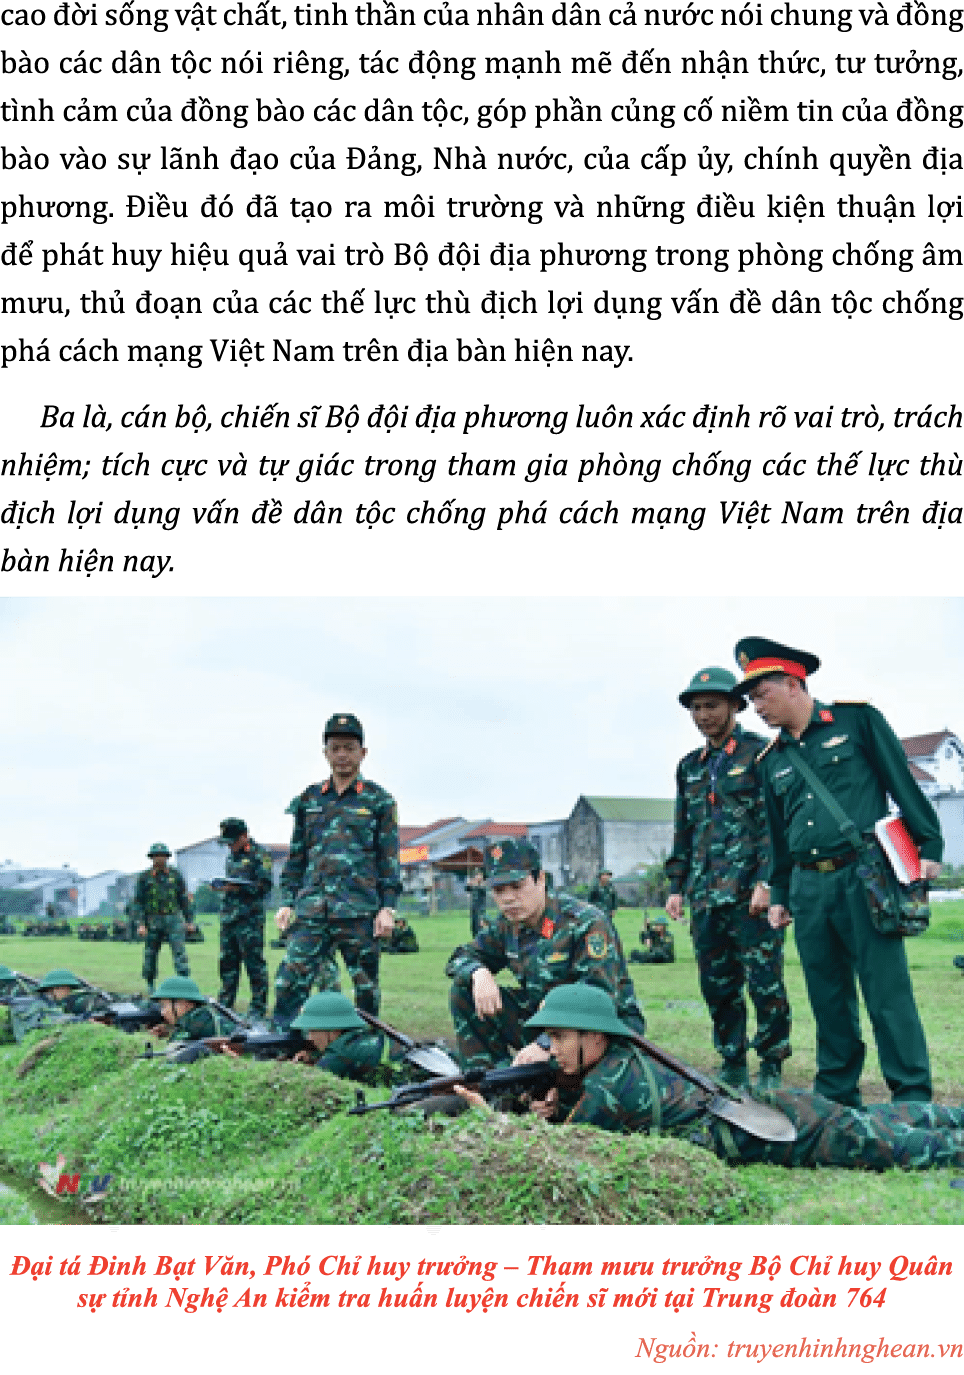 cao đời sống vật chất, tinh thần của nhân dân cả nước nói chung và đồng
bào các dân tộc nói riêng, tác động mạnh mẽ đến nhận thức, tư tưởng,
tình cảm của đồng bào các dân tộc, góp phần củng cố niềm tin của đồng
bào vào sự lãnh đạo của Đảng, Nhà nước, của cấp ủy, chính quyền địa
phương. Điều đó đã tạo ra môi trường và những điều kiện thuận lợi
để phát huy hiệu quả vai trò Bộ đội địa phương trong phòng chống âm
mưu, thủ đoạn của các thế lực thù địch lợi dụng vấn đề dân tộc chống
phá cách mạng Việt Nam trên địa bàn hiện nay.
Ba là, cán bộ, chiến sĩ Bộ đội địa phương luôn xác định rõ vai trò, trách
nhiệm; tích cực và tự giác trong tham gia phòng chống các thế lực thù
địch lợi dụng vấn đề dân tộc chống phá cách mạng Việt Nam trên địa
bàn hiện nay.
NTV truyenhinhnghean.vn
Đại tá Đinh Bạt Văn, Phó Chỉ huy trưởng – Tham mưu trưởng Bộ Chỉ huy Quân
sự tỉnh Nghệ An kiểm tra huấn luyện chiến sĩ mới tại Trung đoàn 764
Nguồn: truyenhinhnghean.vn